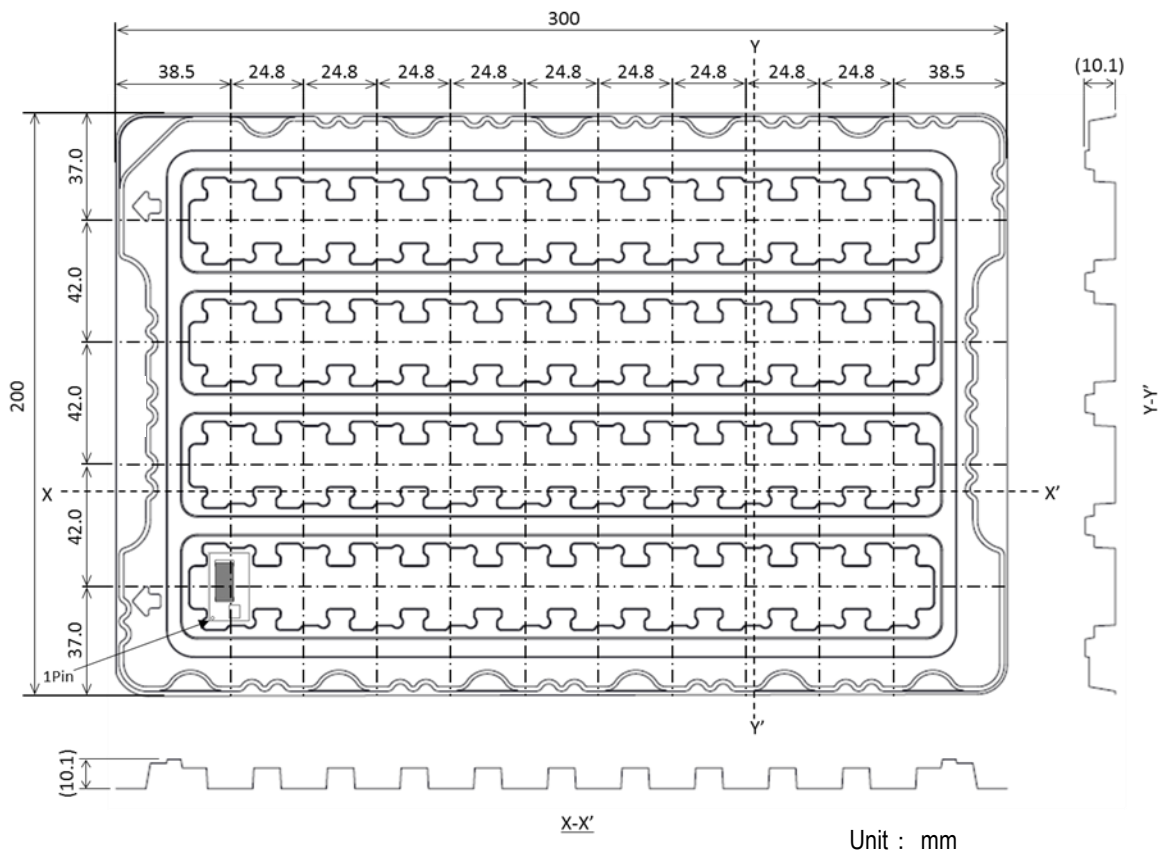 300
Y
38.5 24.8 24.8 24.8 24.8 24.8 24.8 24.8 24.8 24.8 38.5
(10.1)
200
37.0
42.0
42.0
42.0
37.0
X X'
Y-Y'
1Pin
Y'
(10.1)
X-X'
Unit : mm